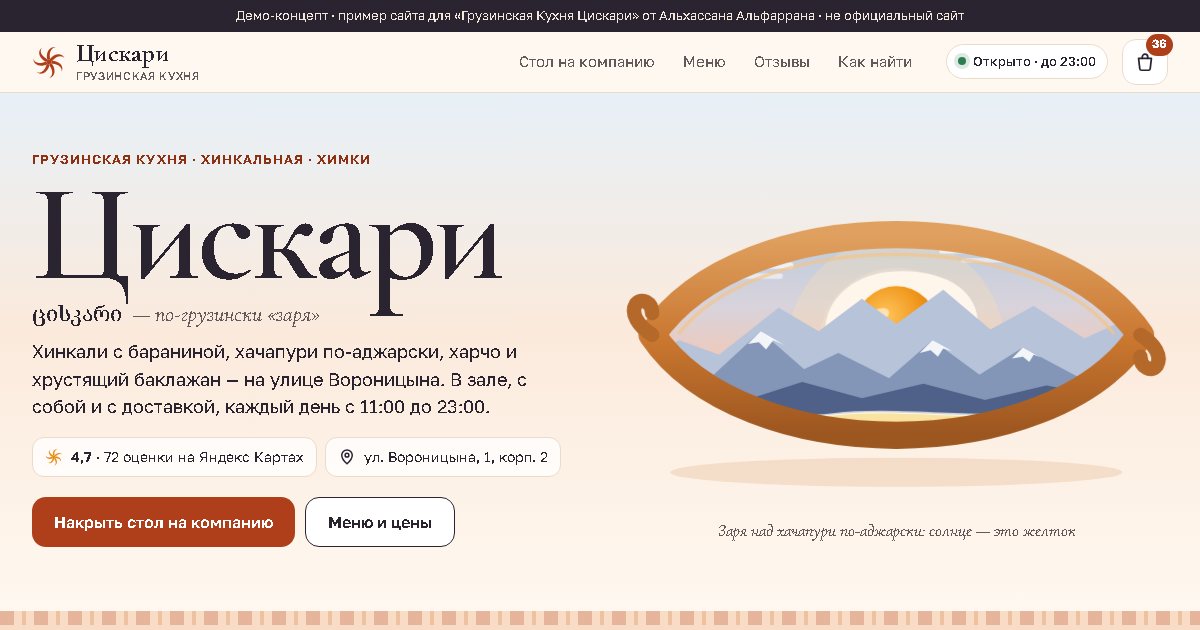 Демо-концепт · пример сайта для «Грузинская Кухня Цискари» от Альхассана Альфаррана · не официальный сайт
Цискари
ГРУЗИНСКАЯ КУХНЯ
Стол на компанию
Меню
Отзывы
Как найти
Открыто · до 23:00
36
ГРУЗИНСКАЯ КУХНЯ · ХИНКАЛЬНАЯ · ХИМКИ
Цискари
ცისკარი — по-грузински «заря»
Хинкали с бараниной, хачапури по-аджарски, харчо и
хрустящий баклажан — на улице Вороницына. В зале, с
собой и с доставкой, каждый день с 11:00 до 23:00.
4,7 · 72 оценки на Яндекс Картах
ул. Вороницына, 1, корп. 2
Накрыть стол на компанию
Меню и цены
Заря над хачапури по-аджарски: солнце — это желток